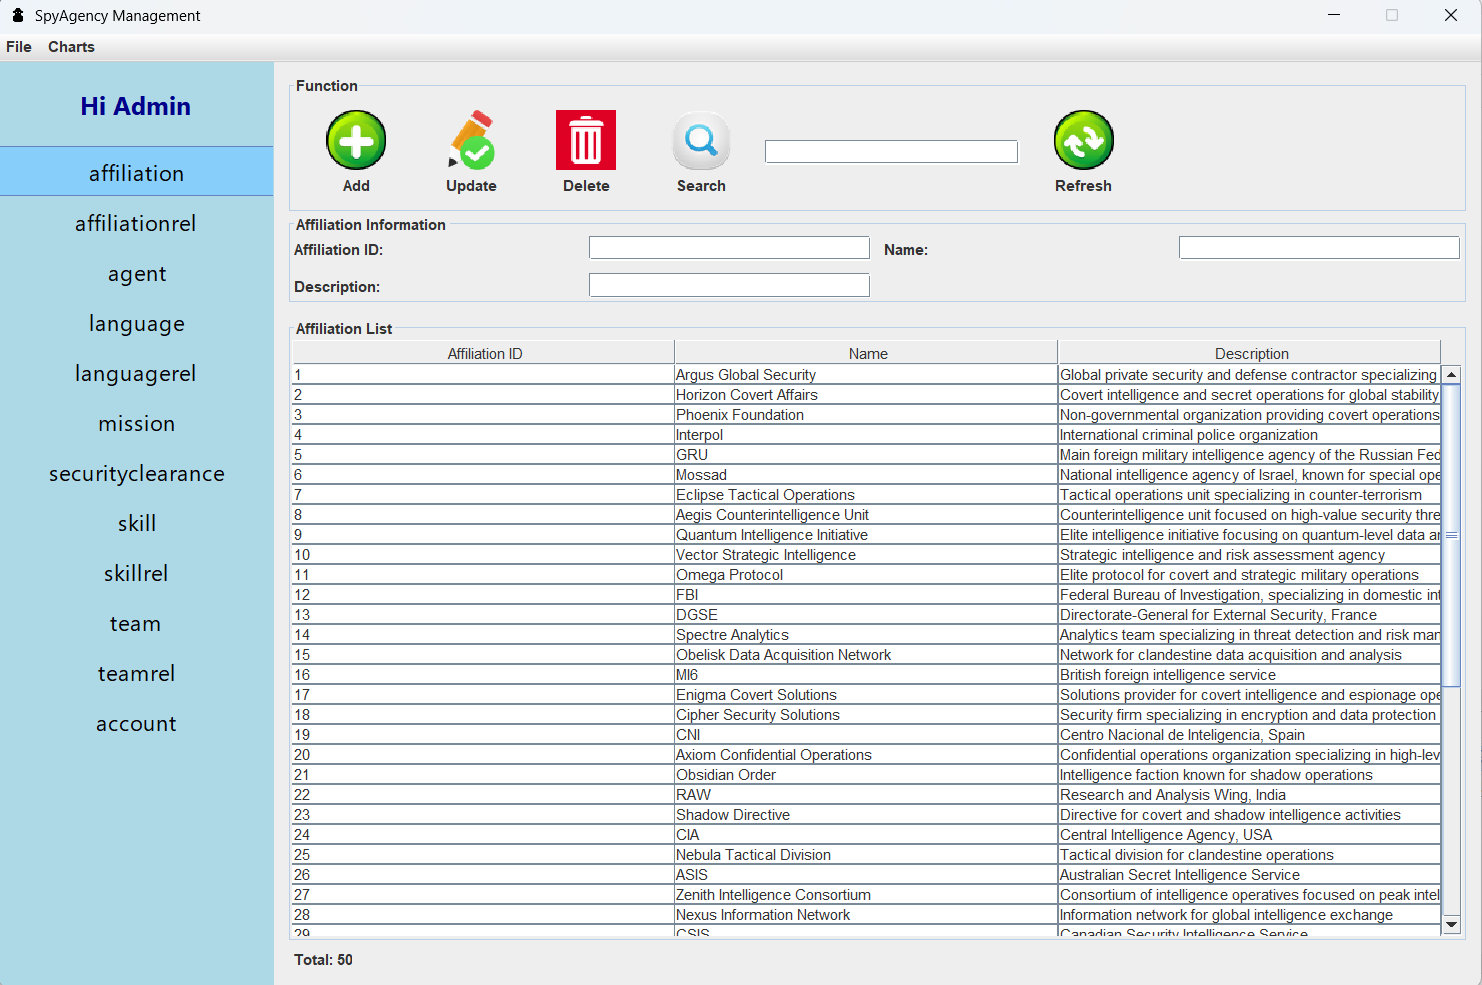 SpyAgency Management
File Charts
Hi Admin
affiliation
affiliationrel
agent
language
languagerel
mission
securityclearance
skill
skillrel
team
teamrel
account
Function
Add Update Delete Search Refresh
Affiliation Information
Affiliation ID: Name:
Description:
Affiliation List
Affiliation ID Name Description
1 Argus Global Security Global private security and defense contractor specializing
2 Horizon Covert Affairs Covert intelligence and secret operations for global stability
3 Phoenix Foundation Non-governmental organization providing covert operations
4 Interpol International criminal police organization
5 GRU Main foreign military intelligence agency of the Russian Fed
6 Mossad National intelligence agency of Israel, known for special ope
7 Eclipse Tactical Operations Tactical operations unit specializing in counter-terrorism
8 Aegis Counterintelligence Unit Counterintelligence unit focused on high-value security thre
9 Quantum Intelligence Initiative Elite intelligence initiative focusing on quantum-level data an
10 Vector Strategic Intelligence Strategic intelligence and risk assessment agency
11 Omega Protocol Elite protocol for covert and strategic military operations
12 FBI Federal Bureau of Investigation, specializing in domestic int
13 DGSE Directorate-General for External Security, France
14 Spectre Analytics Analytics team specializing in threat detection and risk man
15 Obelisk Data Acquisition Network Network for clandestine data acquisition and analysis
16 MI6 British foreign intelligence service
17 Enigma Covert Solutions Solutions provider for covert intelligence and espionage ope
18 Cipher Security Solutions Security firm specializing in encryption and data protection
19 CNI Centro Nacional de Inteligencia, Spain
20 Axiom Confidential Operations Confidential operations organization specializing in high-lev
21 Obsidian Order Intelligence faction known for shadow operations
22 RAW Research and Analysis Wing, India
23 Shadow Directive Directive for covert and shadow intelligence activities
24 CIA Central Intelligence Agency, USA
25 Nebula Tactical Division Tactical division for clandestine operations
26 ASIS Australian Secret Intelligence Service
27 Zenith Intelligence Consortium Consortium of intelligence operatives focused on peak intel
28 Nexus Information Network Information network for global intelligence exchange
29 CSIS Canadian Security Intelligence Service
Total: 50